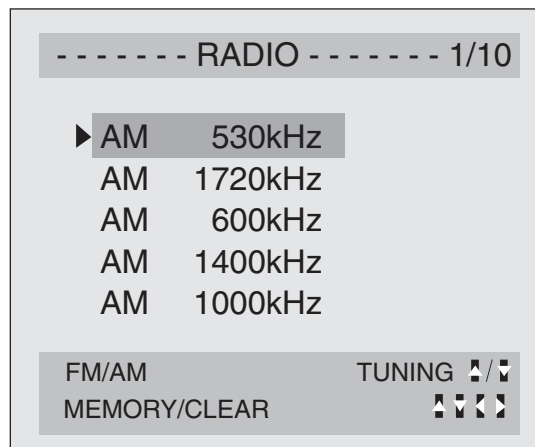 - - - - - - - RADIO - - - - - - - 1/10
AM 530kHz
AM 1720kHz
AM 600kHz
AM 1400kHz
AM 1000kHz
FM/AM TUNING /
MEMORY/CLEAR